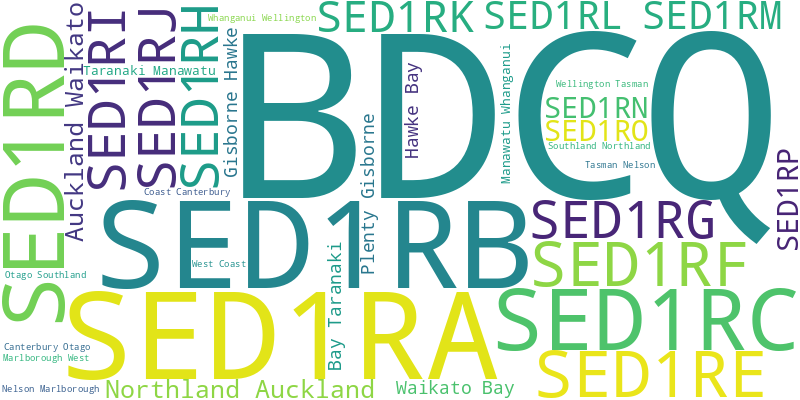 Whanganui Wellington
SED1RK
SED1RL
SED1RM
SED1RD
Auckland Waikato
SED1RI
SED1RJ
SED1RH
Taranaki Manawatu
Gisborne Hawke
BDCQ
Hawke Bay
Manawatu Whanganui
Wellington Tasman
SED1RN
SED1RO
Southland Northland
Tasman Nelson
SED1RP
Plenty Gisborne
Coast Canterbury
SED1RB
SED1RG
SED1RF
West Coast
Bay Taranaki
Otago Southland
SED1RA
SED1RC
Canterbury Otago
Marlborough West
SED1RE
Nelson Marlborough
Northland Auckland
Waikato Bay